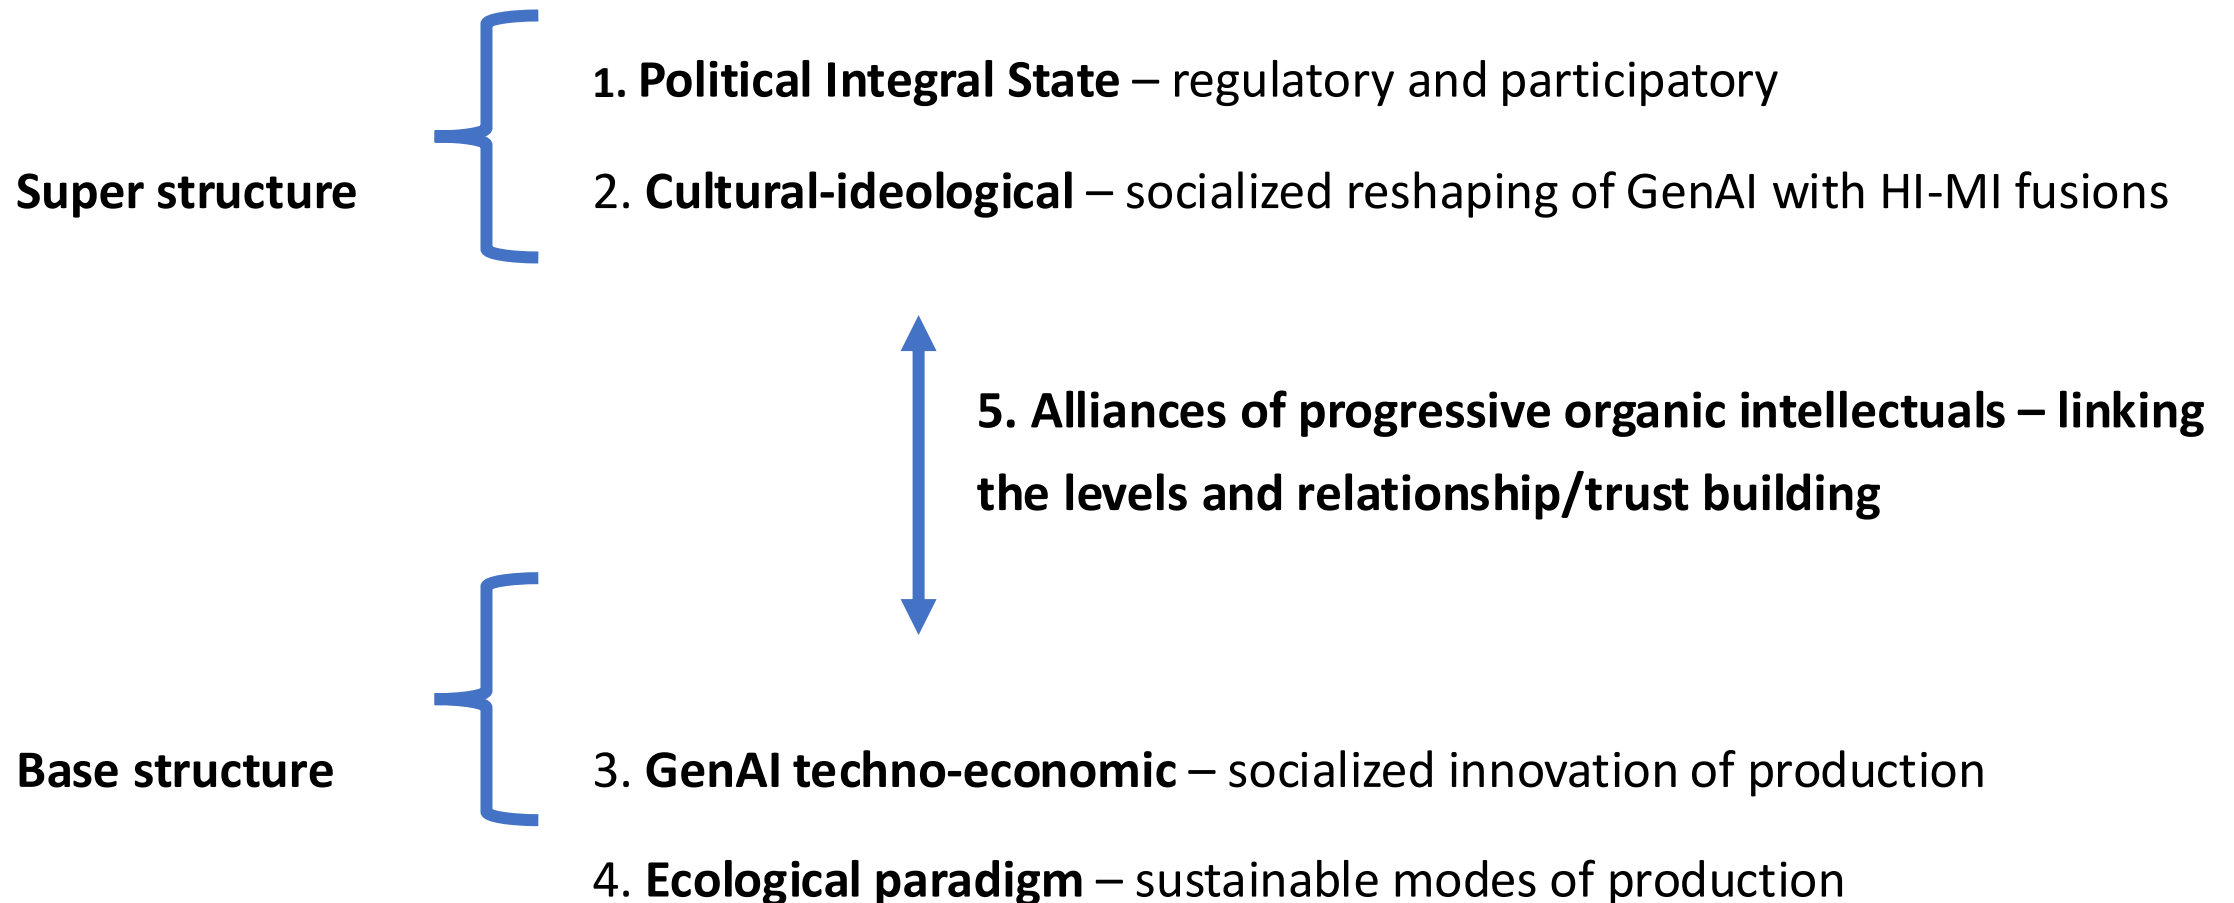 1. Political Integral State – regulatory and participatory
Super structure
2. Cultural-ideological – socialized reshaping of GenAI with HI-MI fusions
5. Alliances of progressive organic intellectuals – linking
the levels and relationship/trust building
Base structure
3. GenAI techno-economic – socialized innovation of production
4. Ecological paradigm – sustainable modes of production